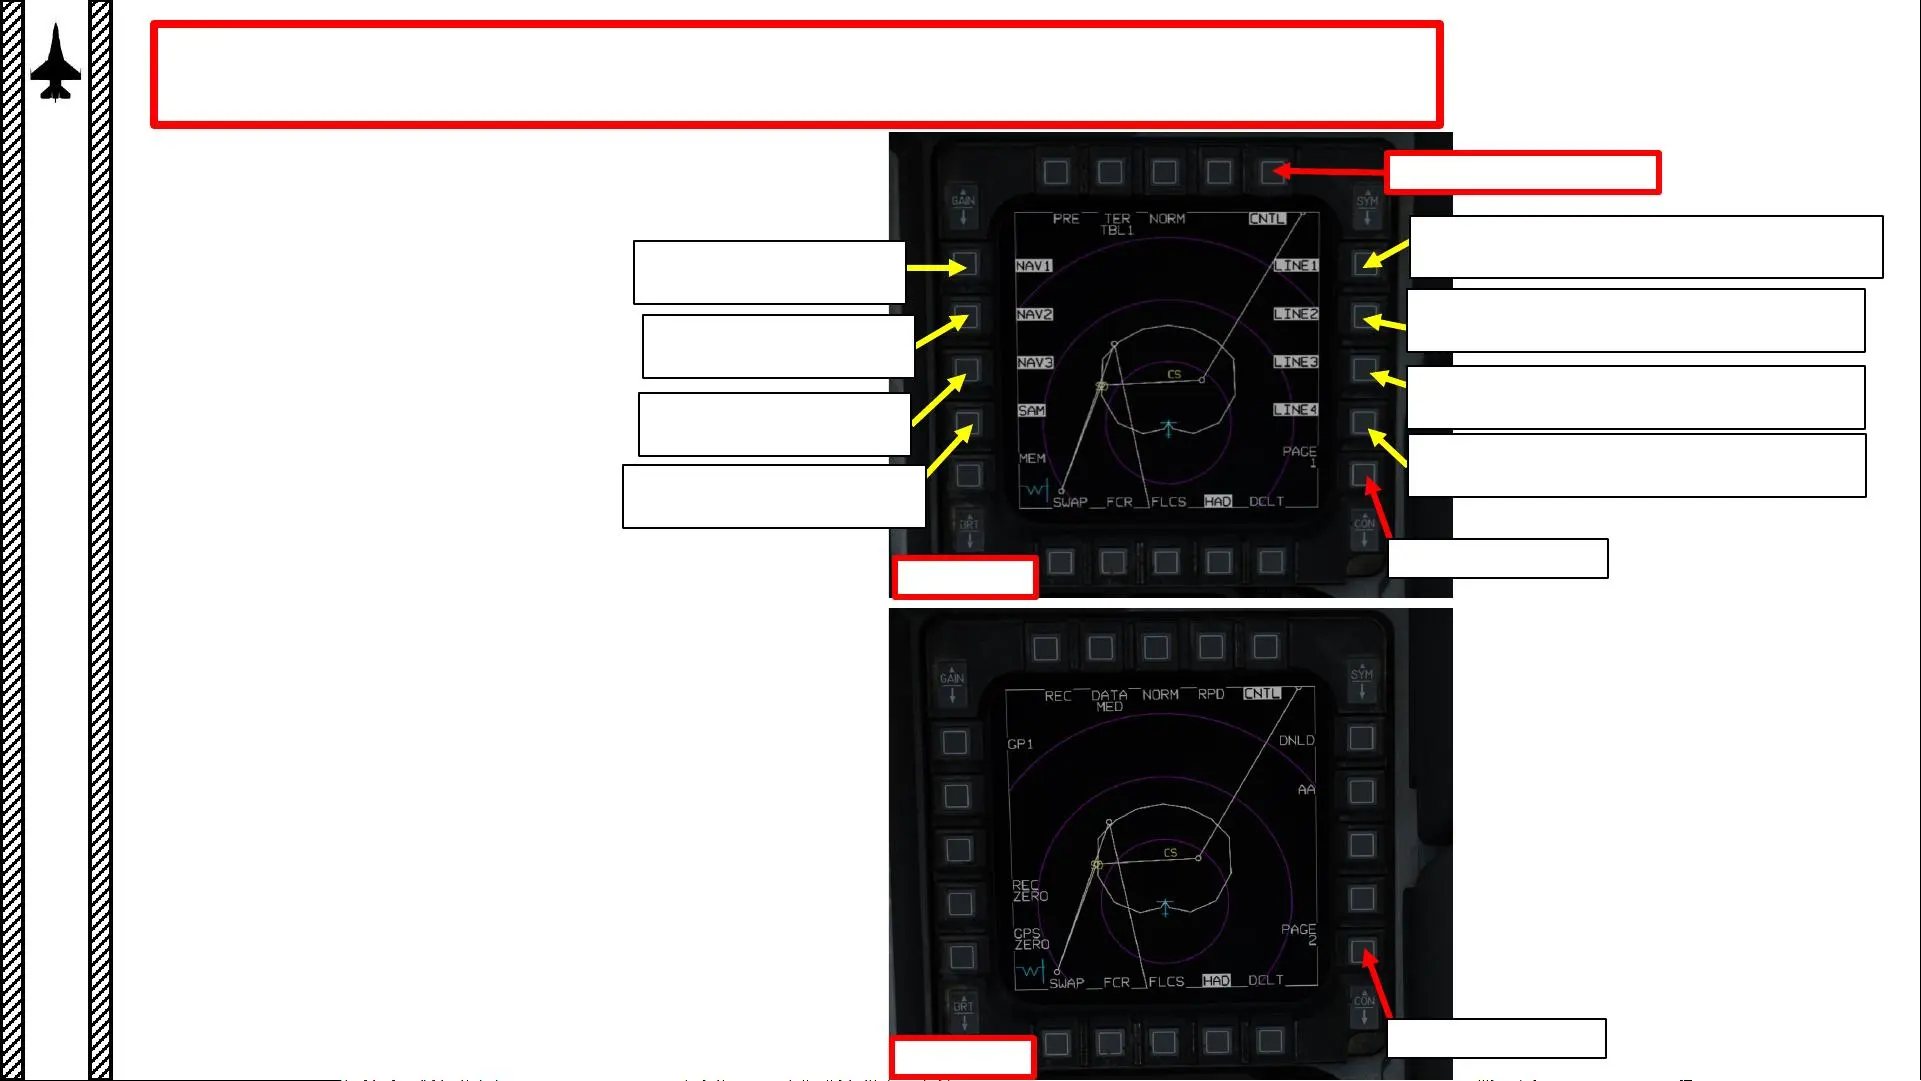 GAIN
SYM
PRE TER NORM CNTL
TBL1
NAV1 LINE1
NAV2 LINE2
NAV3 LINE3
CS
SAM LINE4
MEM PAGE
1
SWAP FCR FLCS HAD DCLT
BRT
CON
GAIN
SYM
REC DATA NORM RPD CNTL
MED
GP1 DNLD
AA
CS
REC
ZERO
GPS PAGE
ZERO 2
SWAP FCR FLCS HAD DCLT
BRT
CON